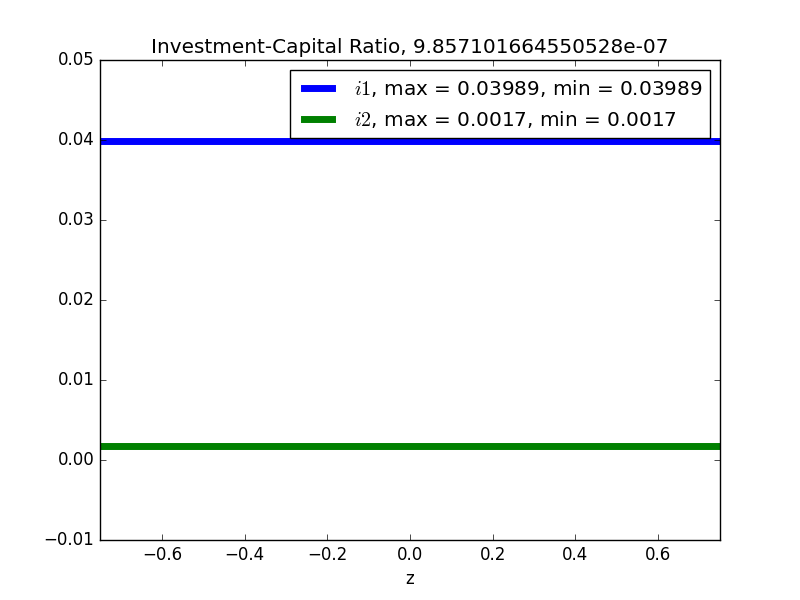 Investment-Capital Ratio, 9.857101664550528e-07
i1, max = 0.03989, min = 0.03989
i2, max = 0.0017, min = 0.0017
0.05
0.04
0.03
0.02
0.01
0.00
−0.01
−0.6 −0.4 −0.2 0.0 0.2 0.4 0.6
z